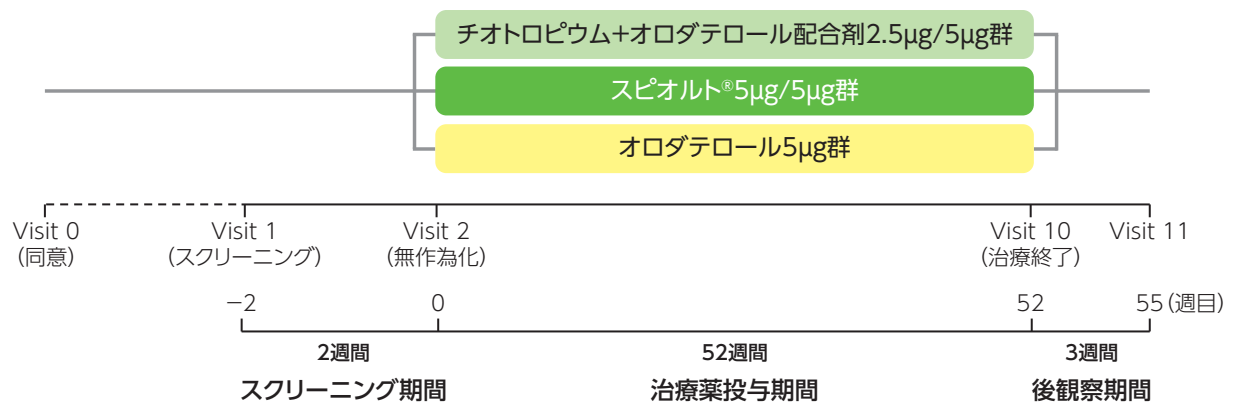 チオトロピウム+オロダテロール配合剤2.5μg/5μg群
スピオルト®5μg/5μg群
オロダテロール5μg群
Visit 0 Visit 1 Visit 2 Visit 10 Visit 11
(同意) (スクリーニング) (無作為化) (治療終了)
−2 0 52 55(週目)
2週間 52週間 3週間
スクリーニング期間 治療薬投与期間 後観察期間